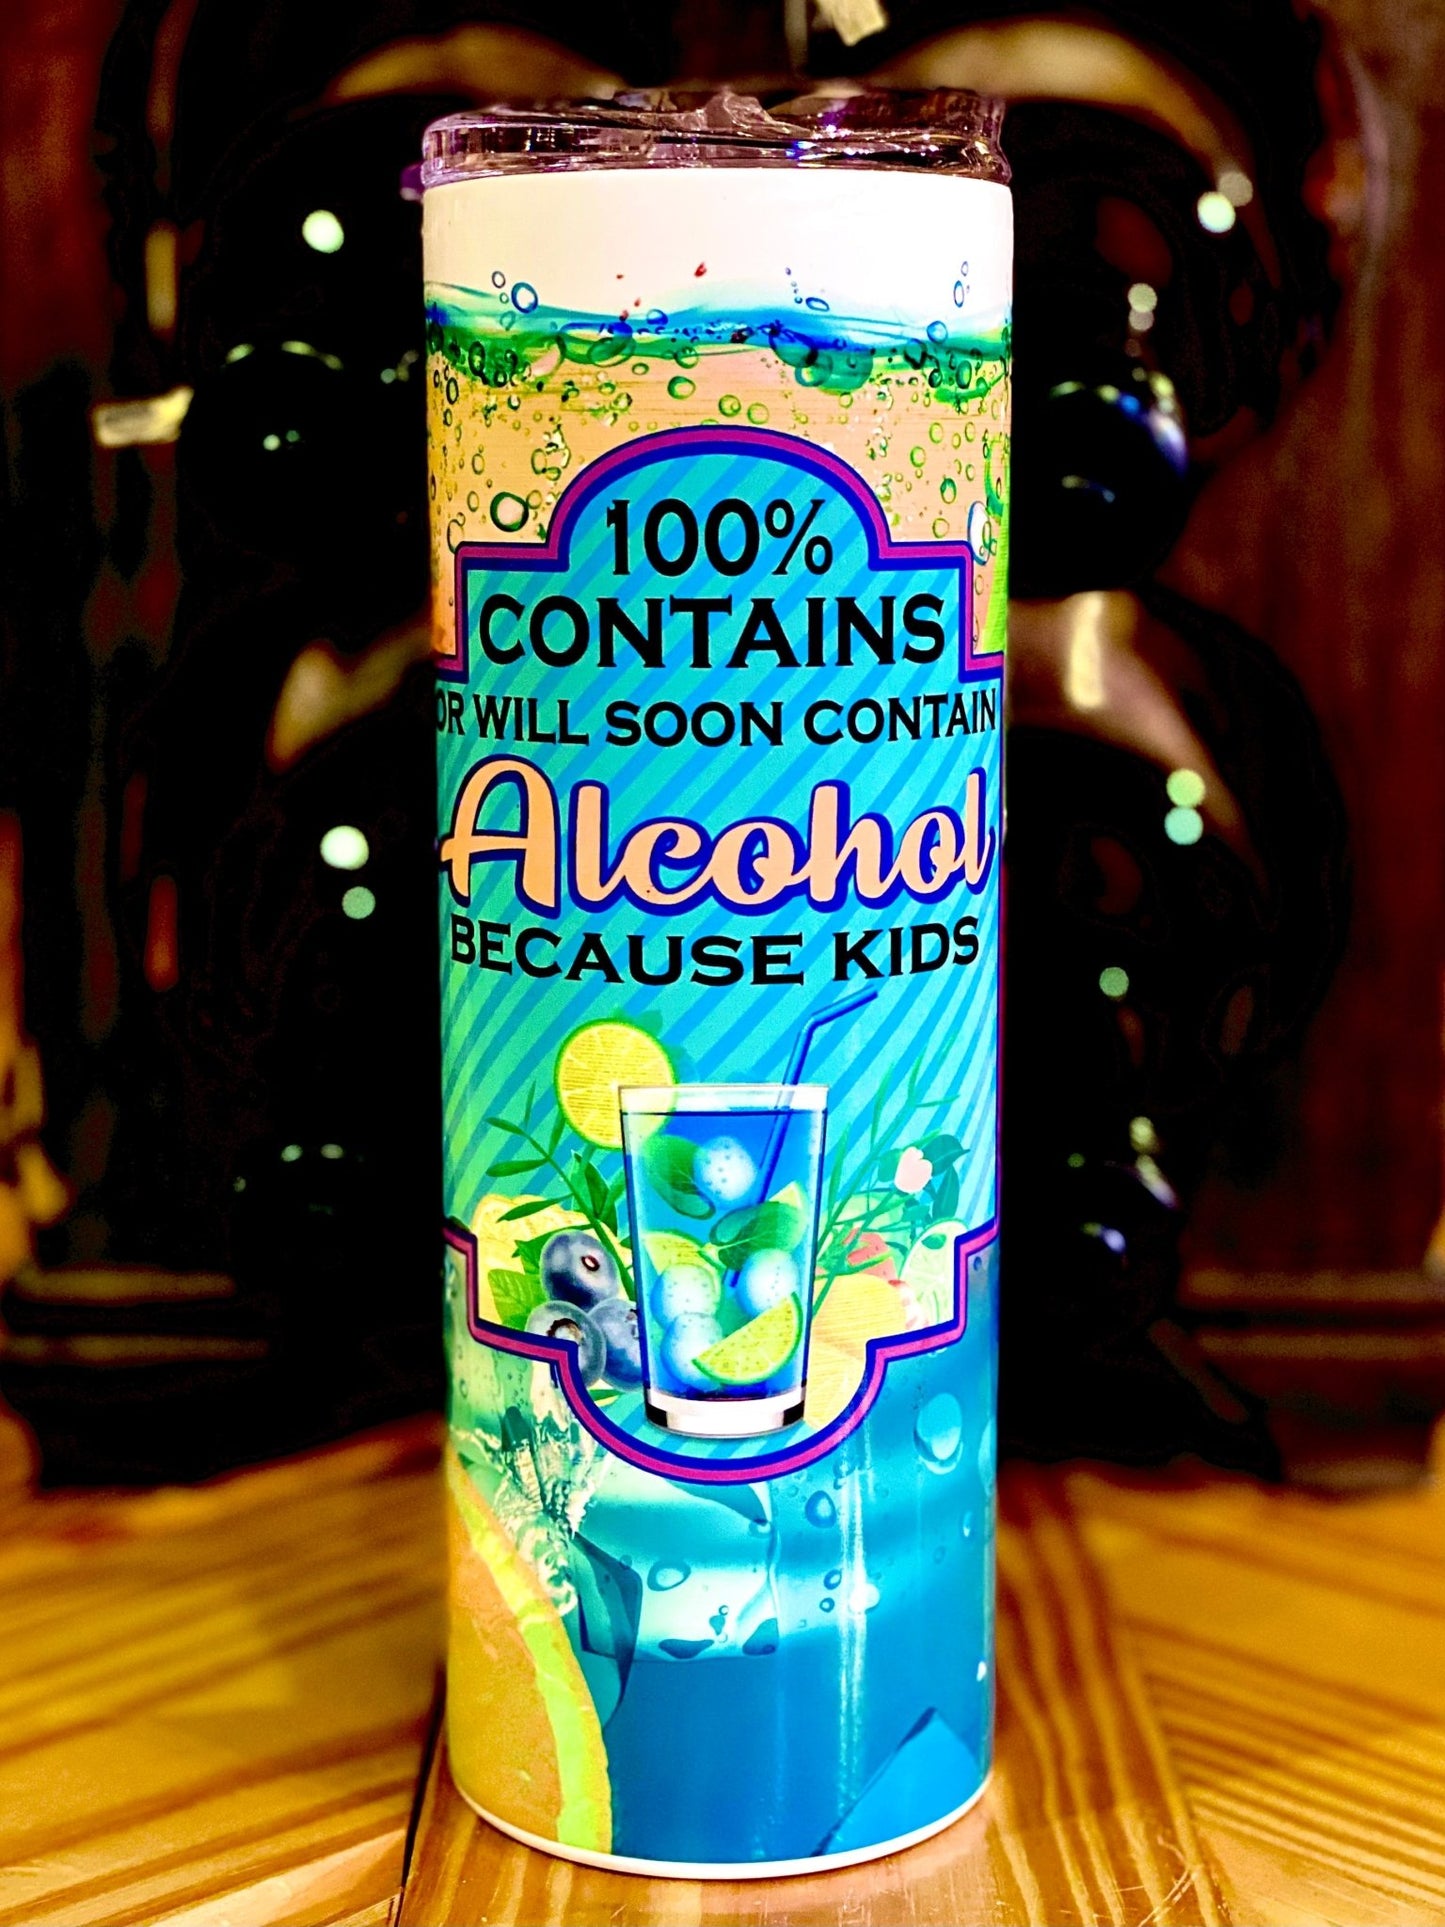 100%
CONTAINS
OR WILL SOON CONTAIN
Alcohol
BECAUSE KIDS